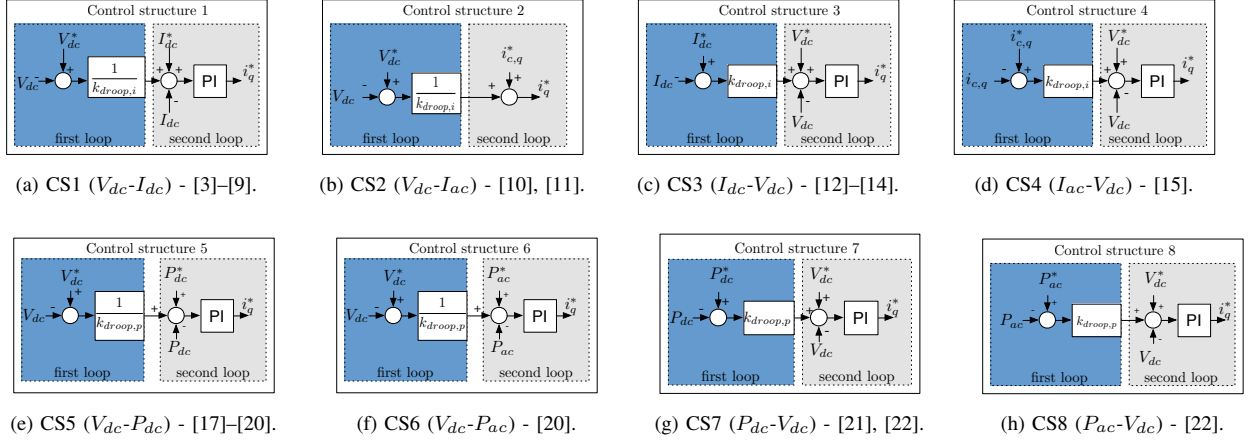 Control structure 1
V*dc
I*dc
Vdc
-
+
1
kdroop,i
+
+
-
PI
i*q
Idc
first loop
second loop
(a) CS1 (Vdc-Idc) - [3]–[9].
Control structure 2
V*dc
i*c,q
Vdc
-
+
1
kdroop,i
+
+
i*q
first loop
second loop
(b) CS2 (Vdc-Iac) - [10], [11].
Control structure 3
I*dc
V*dc
Idc
-
+
kdroop,i
+
+
-
PI
i*q
Vdc
first loop
second loop
(c) CS3 (Idc-Vdc) - [12]–[14].
Control structure 4
i*c,q
V*dc
ic,q
-
+
kdroop,i
+
+
-
PI
i*q
Vdc
first loop
second loop
(d) CS4 (Iac-Vdc) - [15].
Control structure 5
V*dc
P*dc
Vdc
-
+
1
kdroop,p
+
+
-
PI
i*q
Pdc
first loop
second loop
(e) CS5 (Vdc-Pdc) - [17]–[20].
Control structure 6
V*dc
P*ac
Vdc
-
+
1
kdroop,p
+
+
-
PI
i*q
Pac
first loop
second loop
(f) CS6 (Vdc-Pac) - [20].
Control structure 7
P*dc
V*dc
Pdc
-
+
kdroop,p
+
+
-
PI
i*q
Vdc
first loop
second loop
(g) CS7 (Pdc-Vdc) - [21], [22].
Control structure 8
P*ac
V*dc
Pac
-
+
kdroop,p
+
+
-
PI
i*q
Vdc
first loop
second loop
(h) CS8 (Pac-Vdc) - [22].